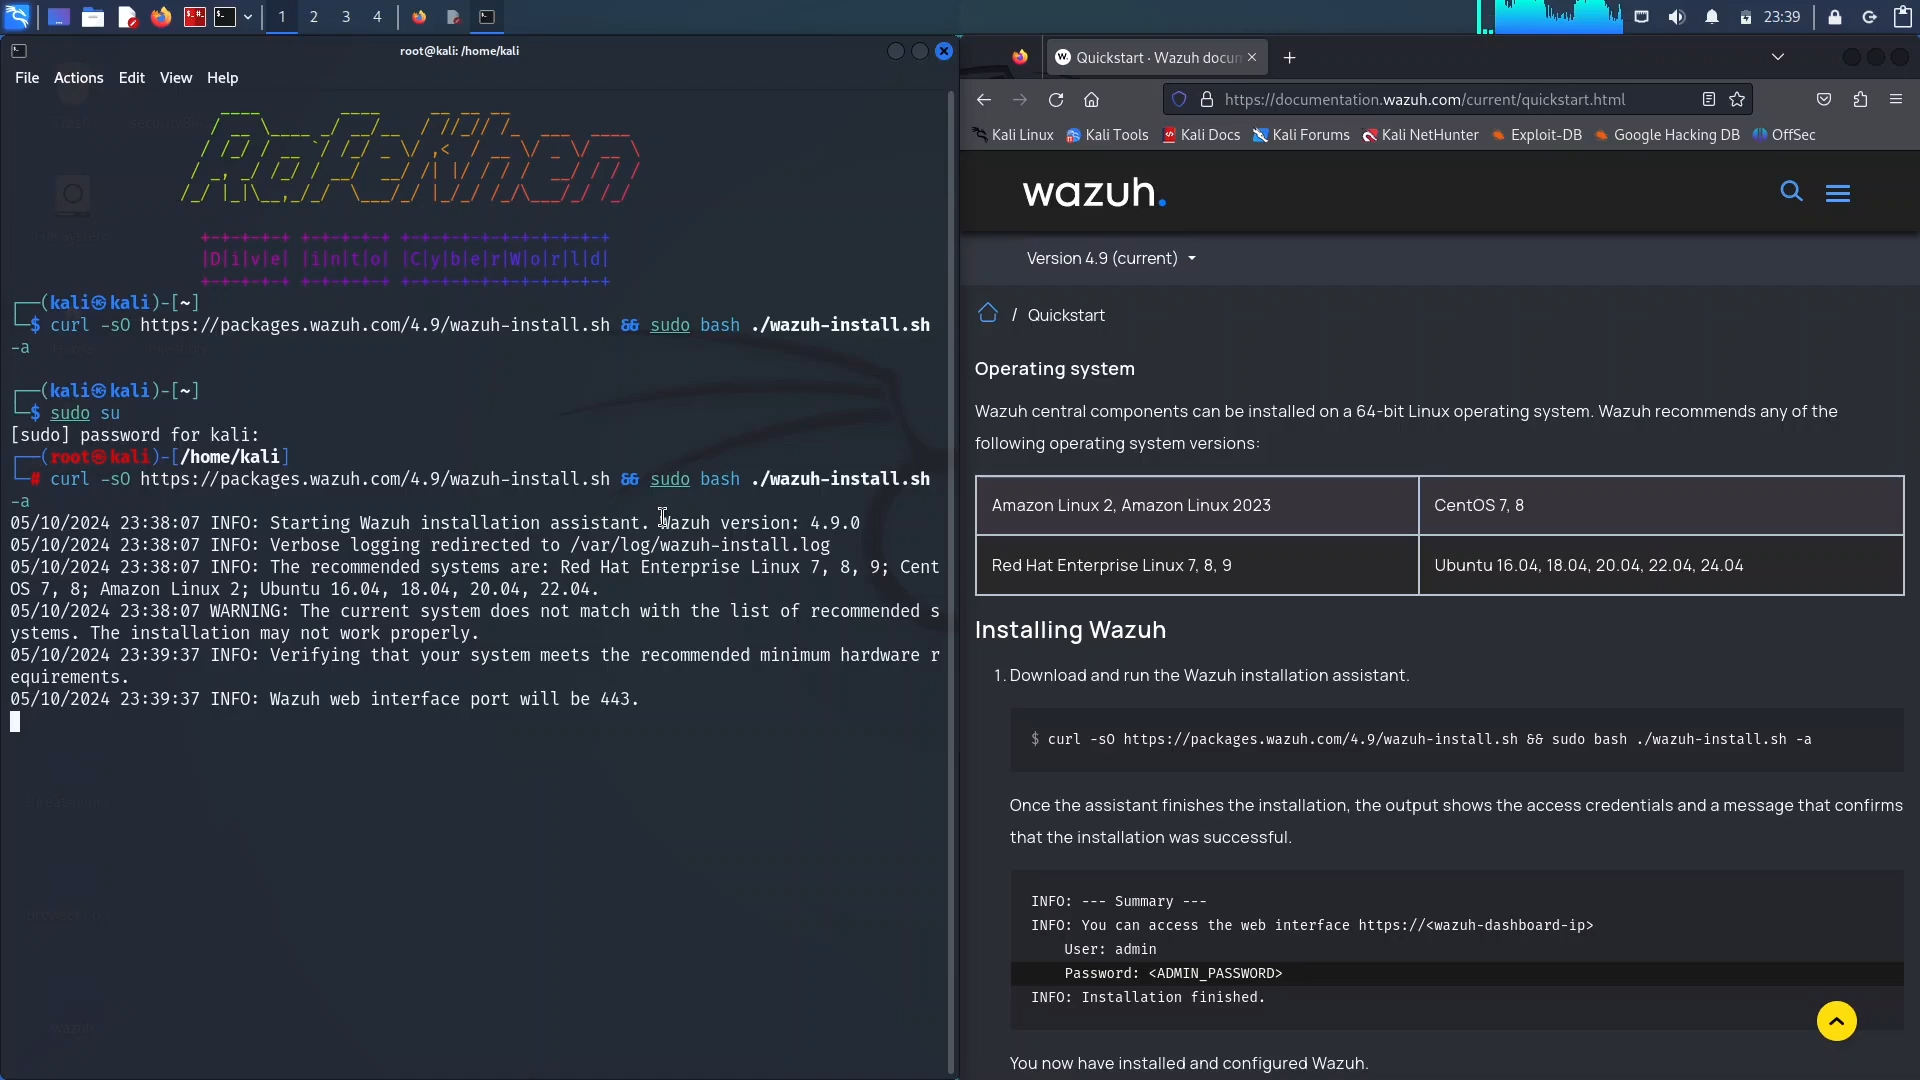 1 2 3 4
23:39
root@kali: /home/kali
File Actions Edit View Help
RafeKhen
+-+-+-+-+ +-+-+-+-+ +-+-+-+-+-+-+-+-+-+-+
|D|i|v|e| |i|n|t|o| |C|y|b|e|r|W|o|r|l|d|
+-+-+-+-+ +-+-+-+-+ +-+-+-+-+-+-+-+-+-+-+
┌──(kali㉿kali)-[~]
└─$ curl -sO https://packages.wazuh.com/4.9/wazuh-install.sh && sudo bash ./wazuh-install.sh
-a
┌──(kali㉿kali)-[~]
└─$ sudo su
[sudo] password for kali:
┌──(root㉿kali)-[/home/kali]
└─# curl -sO https://packages.wazuh.com/4.9/wazuh-install.sh && sudo bash ./wazuh-install.sh
-a
05/10/2024 23:38:07 INFO: Starting Wazuh installation assistant. Wazuh version: 4.9.0
05/10/2024 23:38:07 INFO: Verbose logging redirected to /var/log/wazuh-install.log
05/10/2024 23:38:07 INFO: The recommended systems are: Red Hat Enterprise Linux 7, 8, 9; Cent
OS 7, 8; Amazon Linux 2; Ubuntu 16.04, 18.04, 20.04, 22.04.
05/10/2024 23:38:07 WARNING: The current system does not match with the list of recommended s
ystems. The installation may not work properly.
05/10/2024 23:39:37 INFO: Verifying that your system meets the recommended minimum hardware r
equirements.
05/10/2024 23:39:37 INFO: Wazuh web interface port will be 443.
Quickstart · Wazuh docum
https://documentation.wazuh.com/current/quickstart.html
Kali Linux Kali Tools Kali Docs Kali Forums Kali NetHunter Exploit-DB Google Hacking DB OffSec
wazuh.
Version 4.9 (current)
/ Quickstart
Operating system
Wazuh central components can be installed on a 64-bit Linux operating system. Wazuh recommends any of the
following operating system versions:
Amazon Linux 2, Amazon Linux 2023
CentOS 7, 8
Red Hat Enterprise Linux 7, 8, 9
Ubuntu 16.04, 18.04, 20.04, 22.04, 24.04
Installing Wazuh
1. Download and run the Wazuh installation assistant.
$ curl -sO https://packages.wazuh.com/4.9/wazuh-install.sh && sudo bash ./wazuh-install.sh -a
Once the assistant finishes the installation, the output shows the access credentials and a message that confirms
that the installation was successful.
INFO: --- Summary ---
INFO: You can access the web interface https://<wazuh-dashboard-ip>
User: admin
Password: <ADMIN_PASSWORD>
INFO: Installation finished.
You now have installed and configured Wazuh.